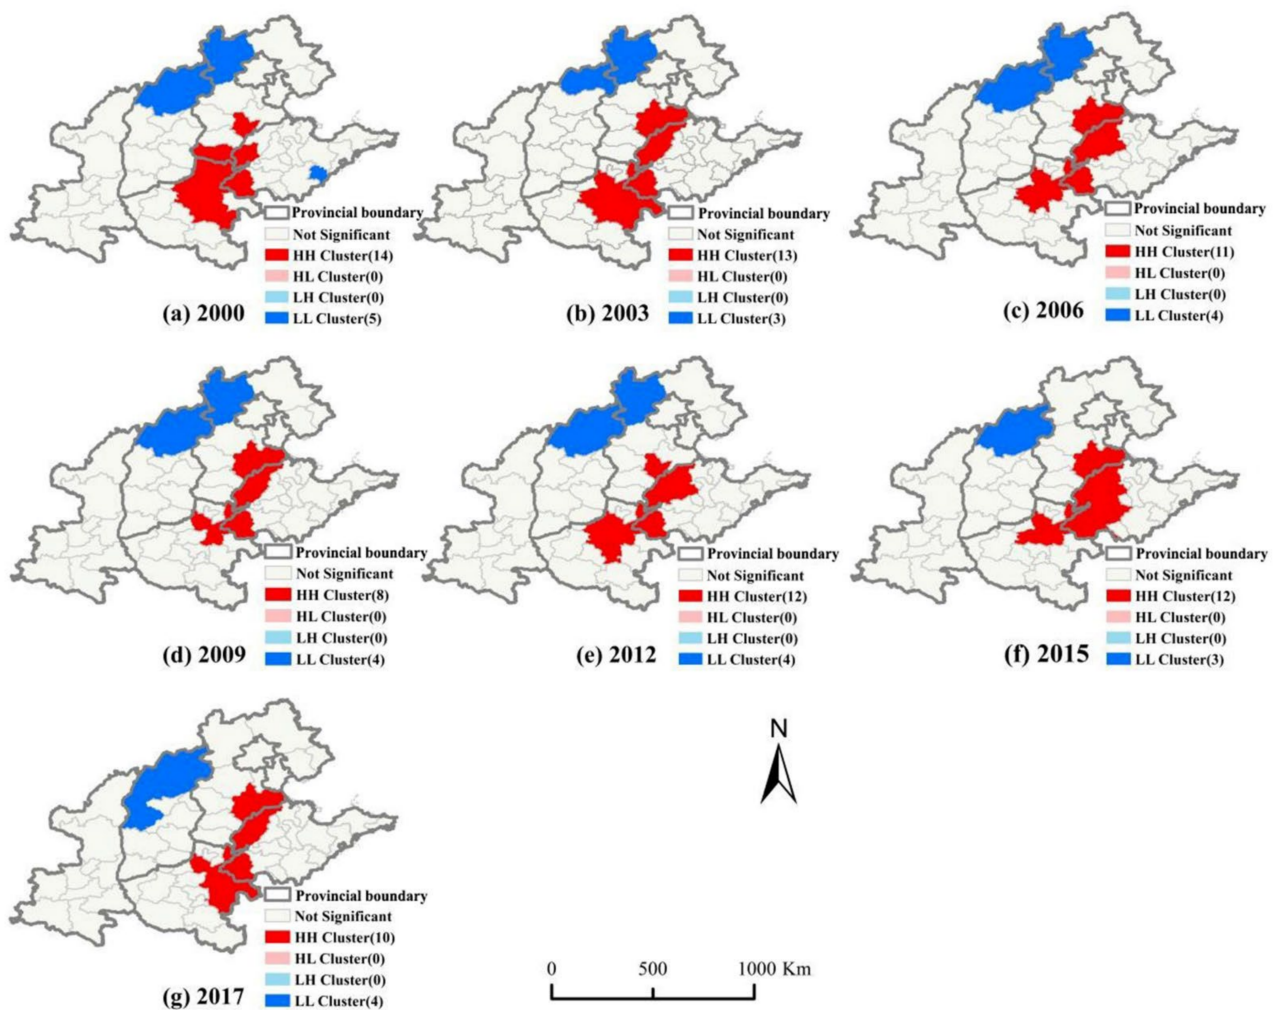 Provincial boundary
Not Significant
HH Cluster(14)
HL Cluster(0)
LH Cluster(0)
LL Cluster(5)
(a) 2000
Provincial boundary
Not Significant
HH Cluster(13)
HL Cluster(0)
LH Cluster(0)
LL Cluster(3)
(b) 2003
Provincial boundary
Not Significant
HH Cluster(11)
HL Cluster(0)
LH Cluster(0)
LL Cluster(4)
(c) 2006
Provincial boundary
Not Significant
HH Cluster(8)
HL Cluster(0)
LH Cluster(0)
LL Cluster(4)
(d) 2009
Provincial boundary
Not Significant
HH Cluster(12)
HL Cluster(0)
LH Cluster(0)
LL Cluster(4)
(e) 2012
Provincial boundary
Not Significant
HH Cluster(12)
HL Cluster(0)
LH Cluster(0)
LL Cluster(3)
(f) 2015
Provincial boundary
Not Significant
HH Cluster(10)
HL Cluster(0)
LH Cluster(0)
LL Cluster(4)
(g) 2017
N
0 500 1000 Km